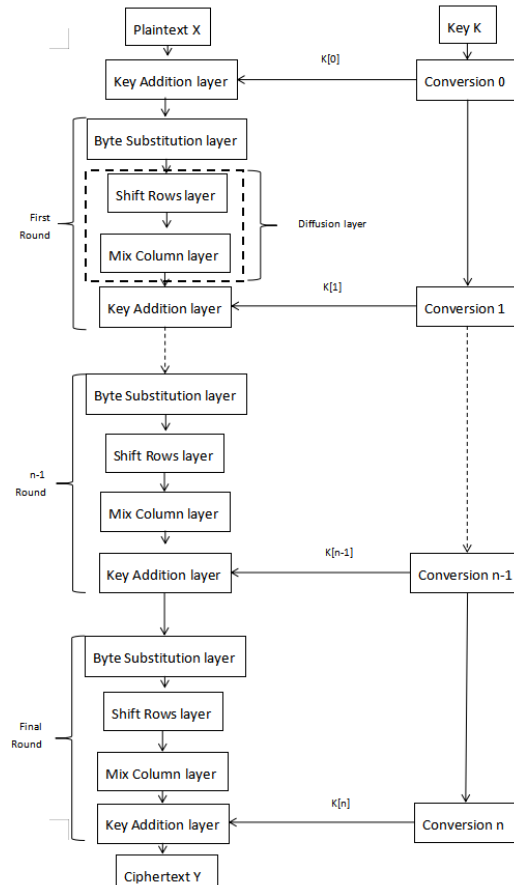 Plaintext X
Key K
K[0]
Key Addition layer
Conversion 0
Byte Substitution layer
Shift Rows layer
First
Round
Diffusion layer
Mix Column layer
K[1]
Key Addition layer
Conversion 1
Byte Substitution layer
Shift Rows layer
n-1
Round
Mix Column layer
K[n-1]
Key Addition layer
Conversion n-1
Byte Substitution layer
Shift Rows layer
Final
Round
Mix Column layer
K[n]
Key Addition layer
Conversion n
Ciphertext Y